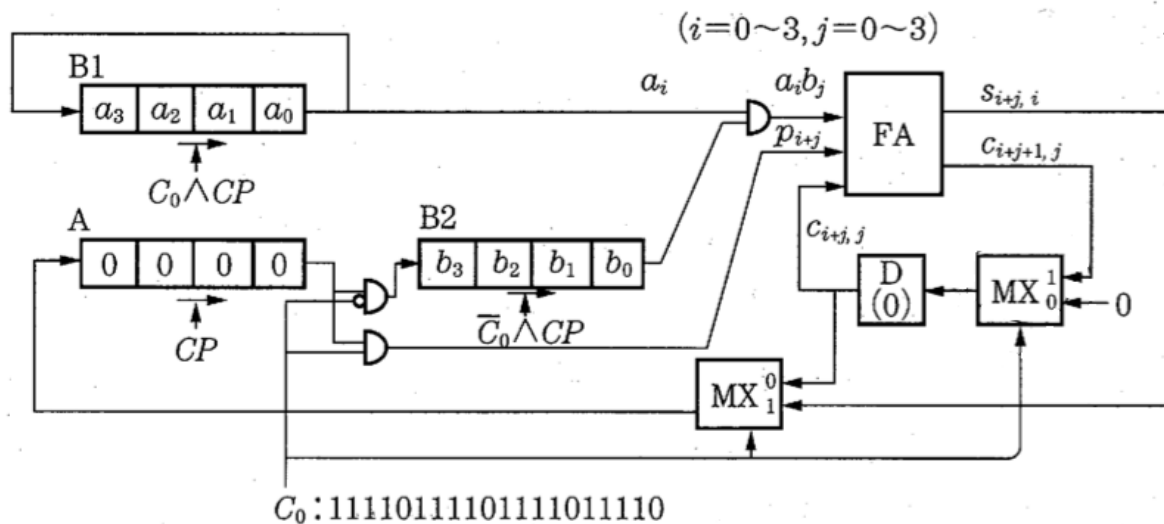 (i=0~3, j=0~3)
B1
a₃ a₂ a₁ a₀
aᵢ
aᵢbⱼ
pᵢ₊ⱼ
FA
sᵢ₊ⱼ, ᵢ
cᵢ₊ⱼ₊₁, ⱼ
C₀∧CP
A
0 0 0 0
CP
B2
b₃ b₂ b₁ b₀
C̅₀∧CP
cᵢ₊ⱼ, ⱼ
D
(0)
MX 1
0
0
MX 0
1
C₀:11110111101111011110